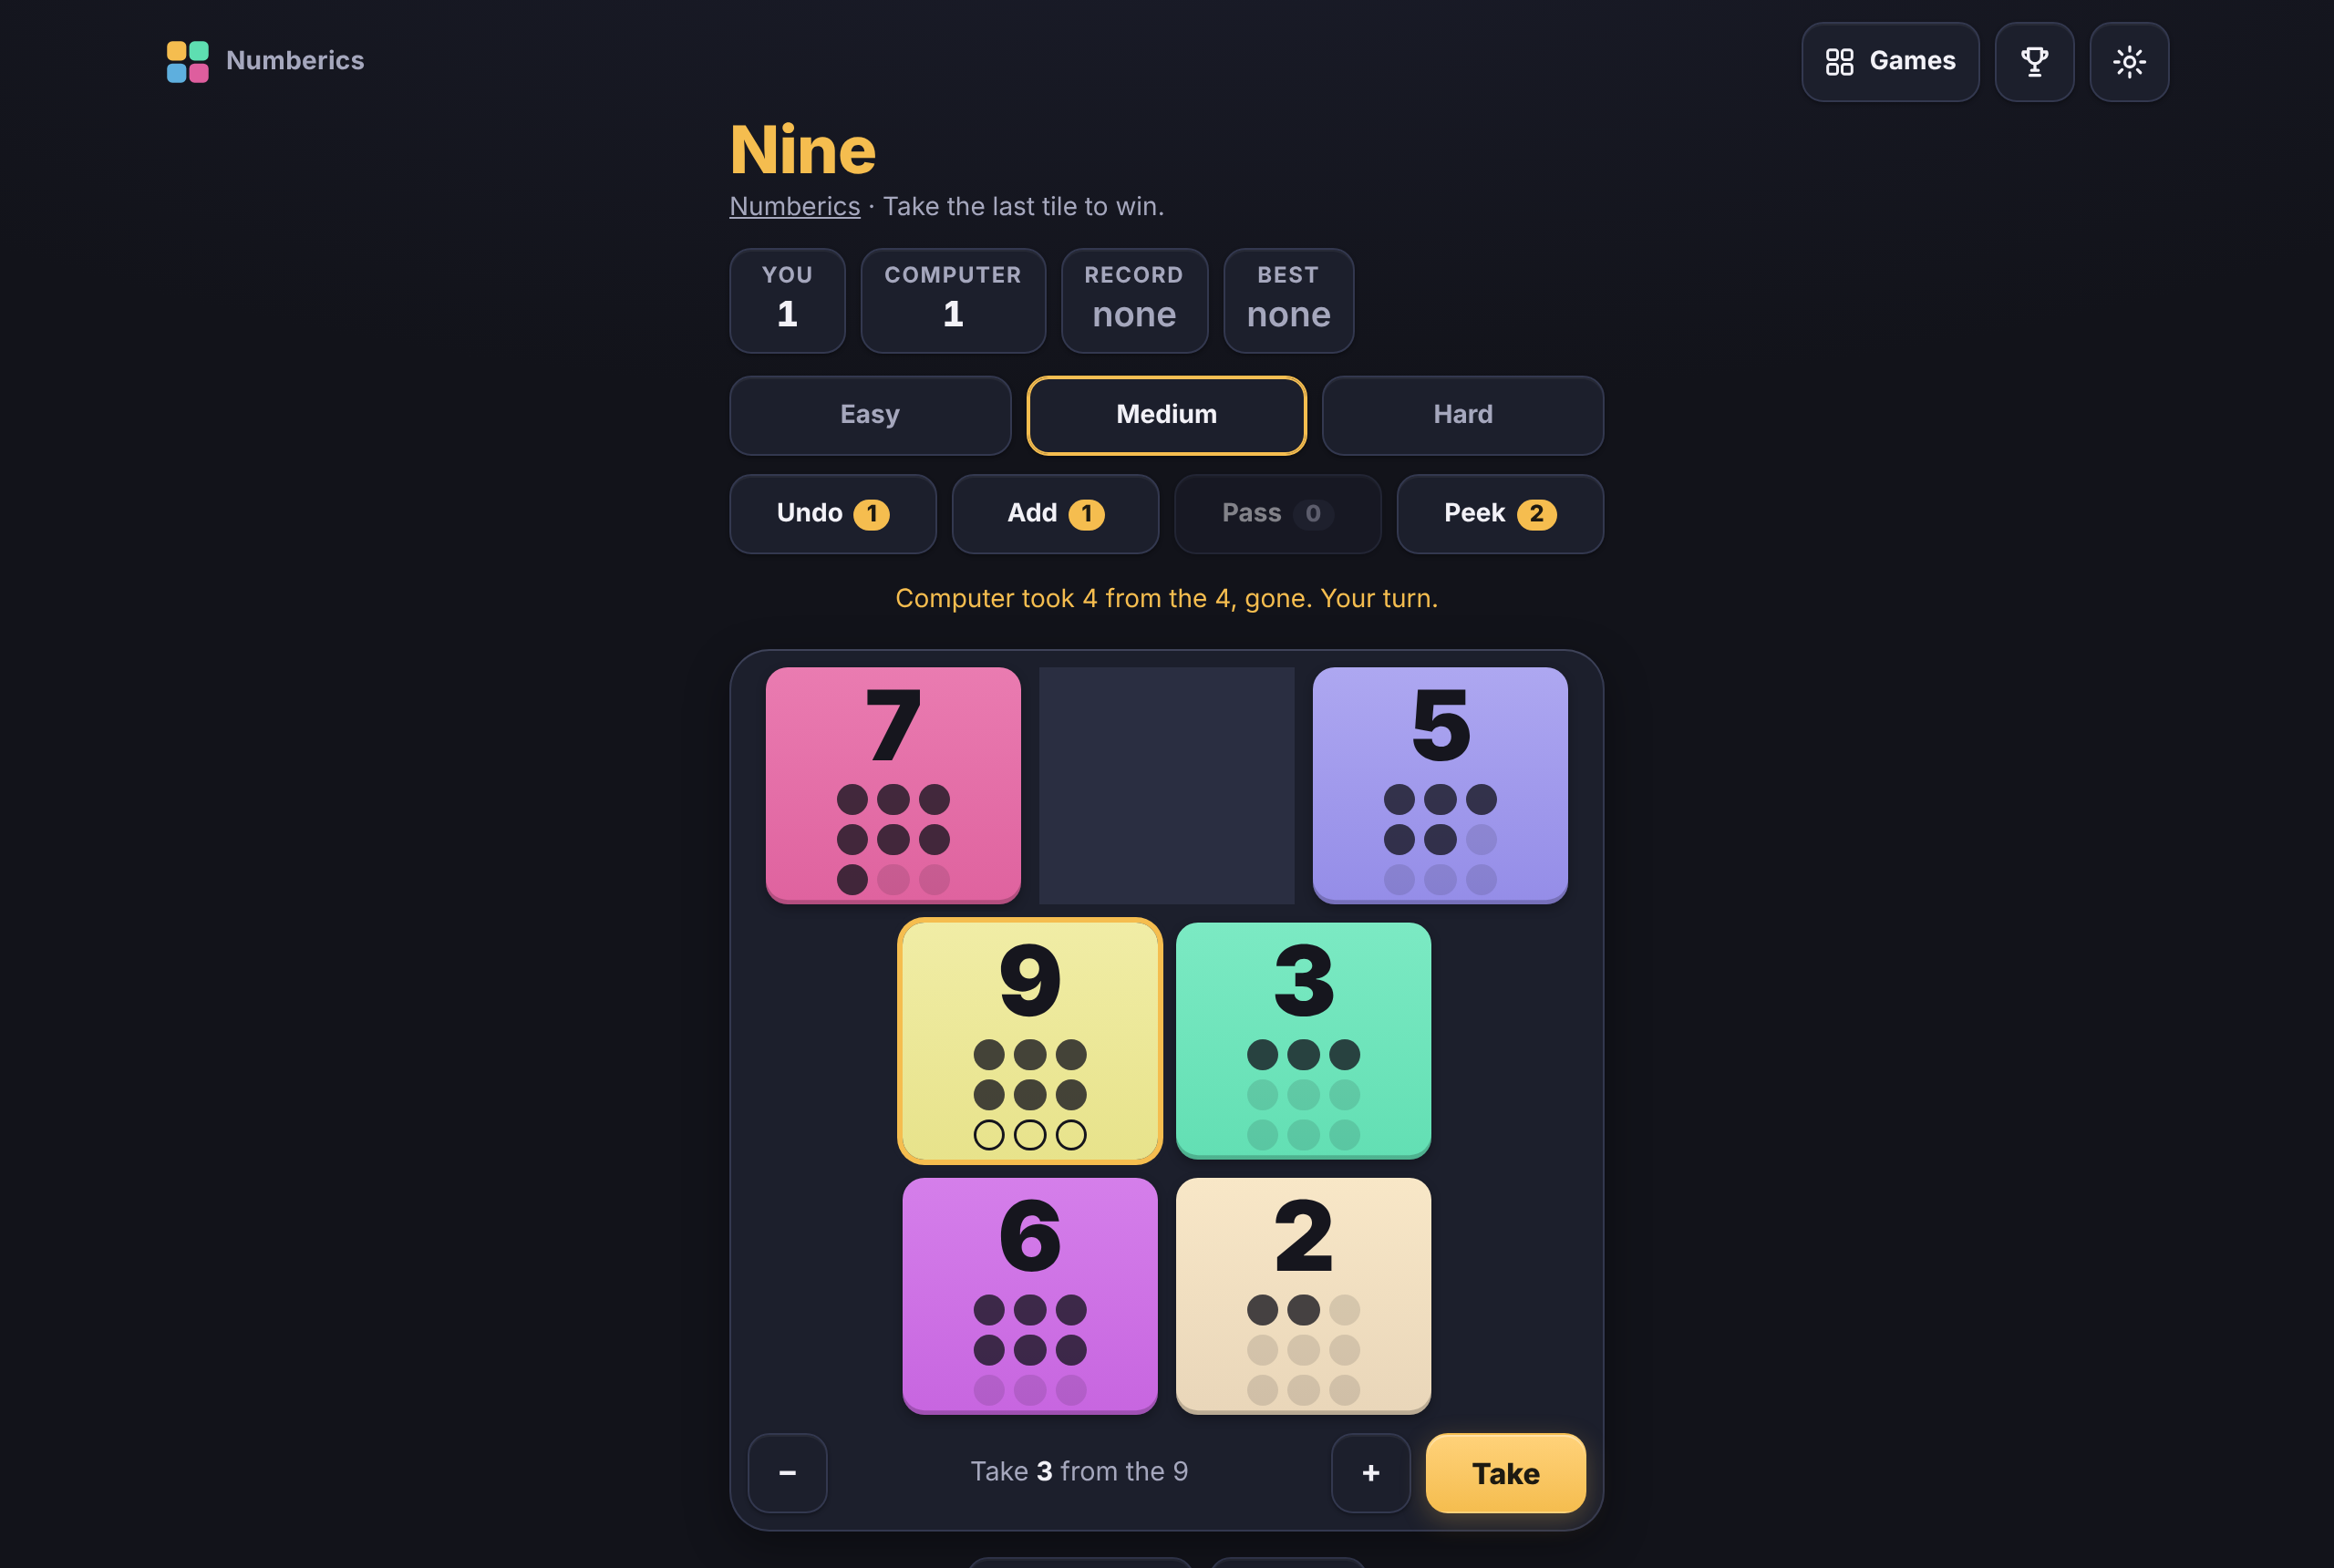 Numberics
Games
Nine
Numberics · Take the last tile to win.
YOU COMPUTER RECORD BEST
1 1 none none
Easy Medium Hard
Undo 1 Add 1 Pass 0 Peek 2
Computer took 4 from the 4, gone. Your turn.
7 5
9 3
6 2
− Take 3 from the 9 + Take